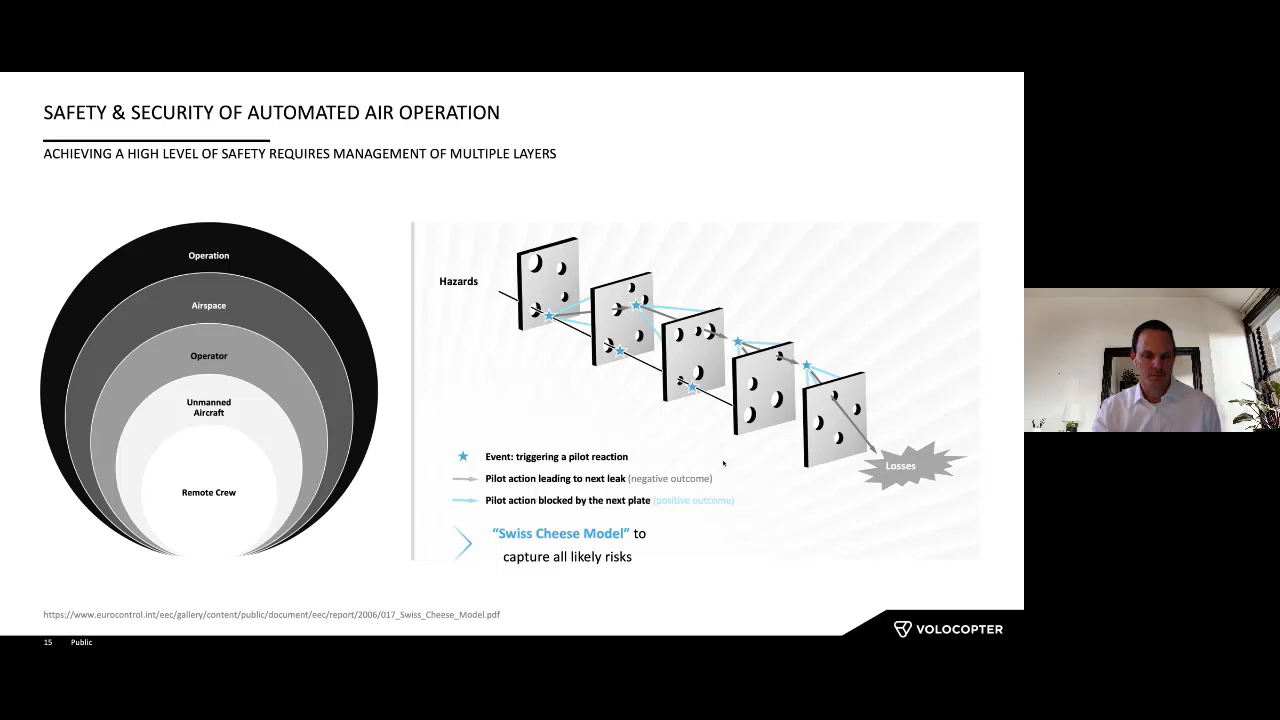 SAFETY & SECURITY OF AUTOMATED AIR OPERATION
ACHIEVING A HIGH LEVEL OF SAFETY REQUIRES MANAGEMENT OF MULTIPLE LAYERS
Operation
Airspace
Operator
Unmanned
Aircraft
Remote Crew
Hazards
Losses
Event: triggering a pilot reaction
Pilot action leading to next leak (negative outcome)
Pilot action blocked by the next plate (positive outcome)
“Swiss Cheese Model” to
capture all likely risks
https://www.eurocontrol.int/eec/gallery/content/public/document/eec/report/2006/017_Swiss_Cheese_Model.pdf
15 Public
VOLOCOPTER